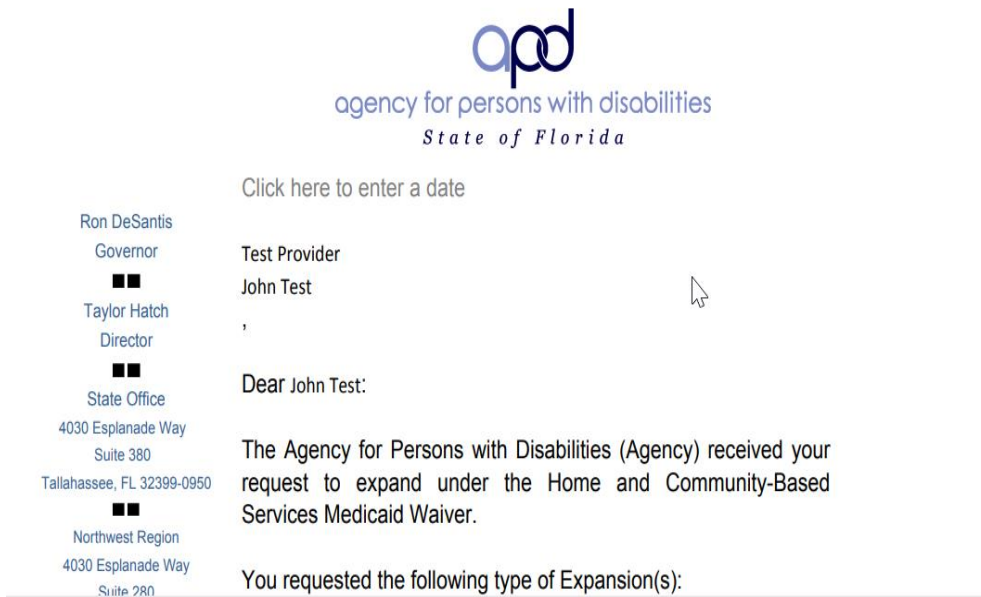 apd
agency for persons with disabilities
State of Florida
Click here to enter a date
Ron DeSantis
Governor
Taylor Hatch
Director
State Office
4030 Esplanade Way
Suite 380
Tallahassee, FL 32399-0950
Northwest Region
4030 Esplanade Way
Suite 280
Test Provider
John Test
,
Dear John Test:
The Agency for Persons with Disabilities (Agency) received your
request to expand under the Home and Community-Based
Services Medicaid Waiver.
You requested the following type of Expansion(s):